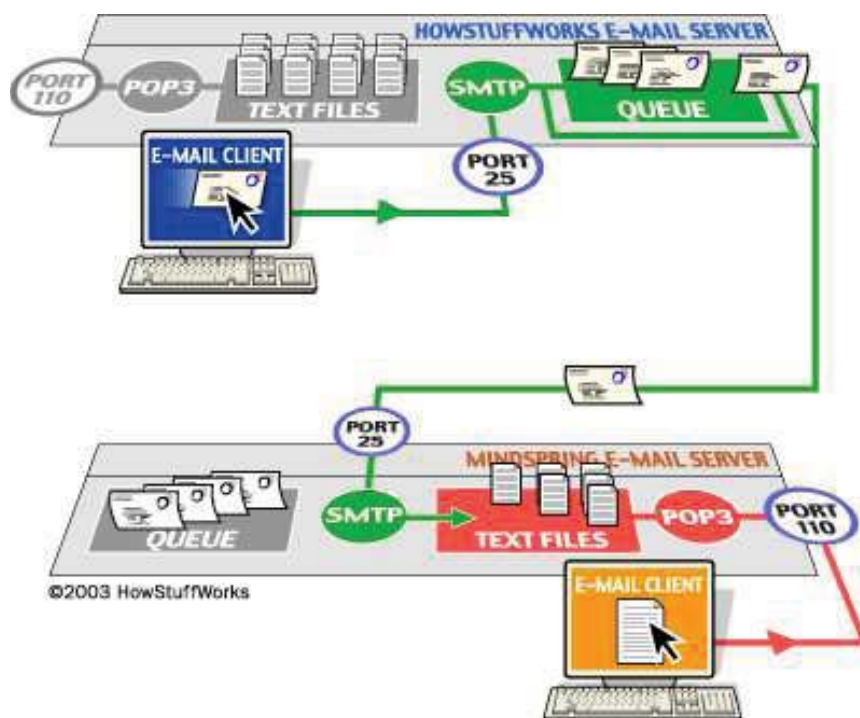 HOWSTUFFWORKS E-MAIL SERVER
PORT
110
POP3
TEXT FILES
SMTP
QUEUE
E-MAIL CLIENT
PORT
25
PORT
25
MINDSPRING E-MAIL SERVER
QUEUE
SMTP
TEXT FILES
POP3
PORT
110
©2003 HowStuffWorks
E-MAIL CLIENT